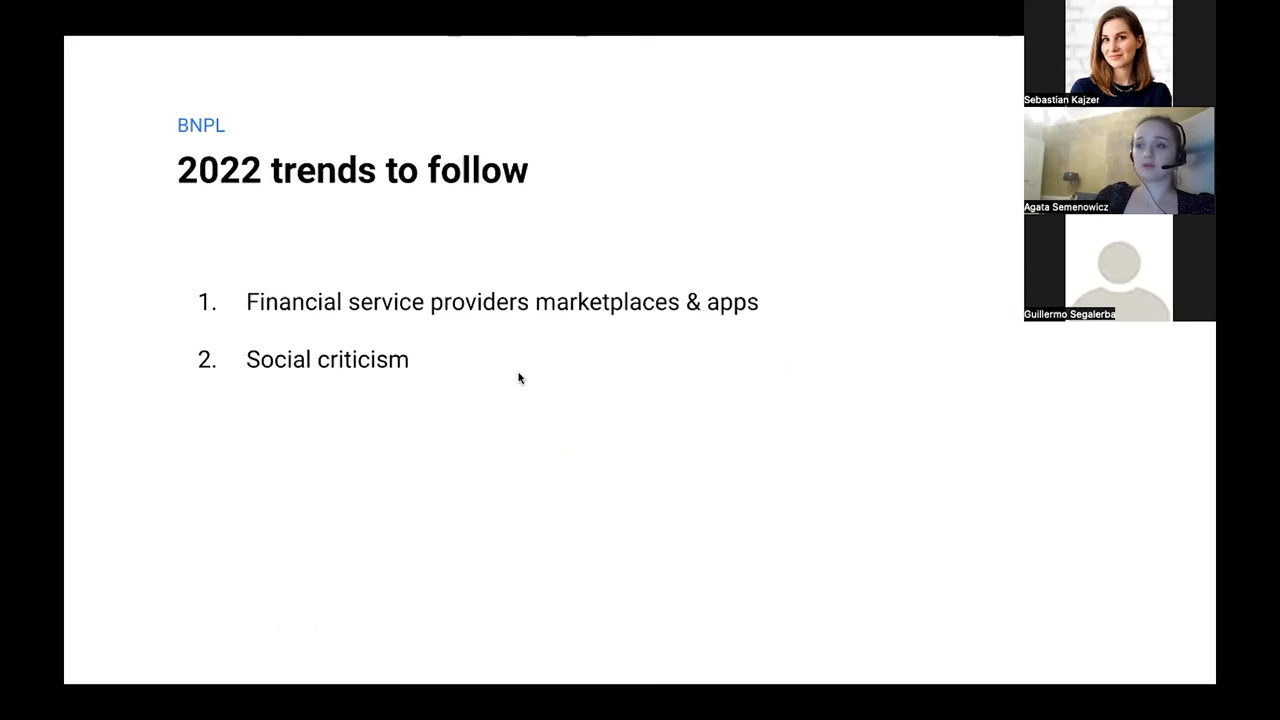 BNPL
2022 trends to follow
1. Financial service providers marketplaces & apps
2. Social criticism
Sebastian Kajzer
Agata Semenowicz
Guillermo Segalerba